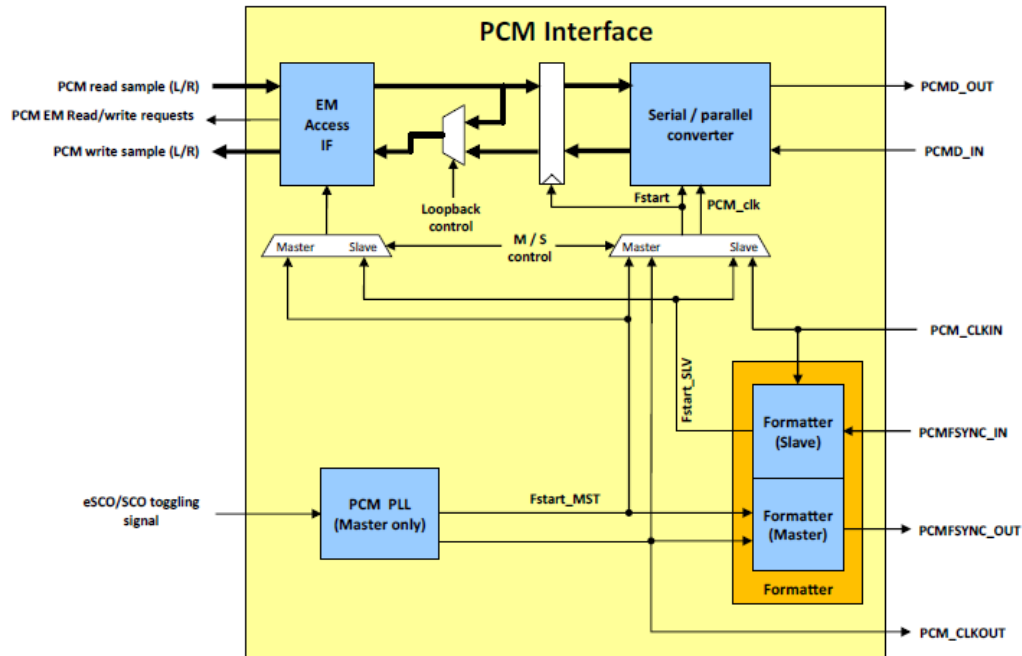 PCM Interface
PCM read sample (L/R)
PCM EM Read/write requests
PCM write sample (L/R)
EM
Access
IF
Serial / parallel
converter
PCMD_OUT
PCMD_IN
Loopback
control
Fstart
PCM_clk
Master
Slave
M / S
control
Master
Slave
PCM_CLKIN
Fstart_SLV
Formatter
(Slave)
PCMFSYNC_IN
eSCO/SCO toggling
signal
PCM PLL
(Master only)
Fstart_MST
Formatter
(Master)
PCMFSYNC_OUT
Formatter
PCM_CLKOUT